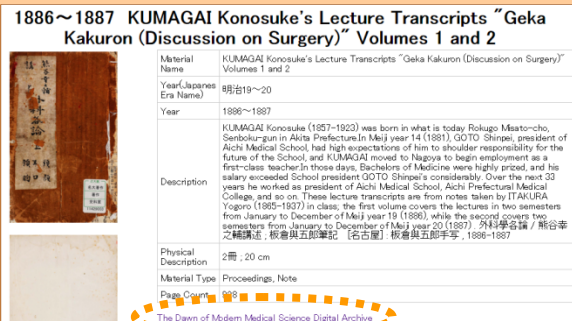 1886～1887 KUMAGAI Konosuke's Lecture Transcripts "Geka
Kakuron (Discussion on Surgery)" Volumes 1 and 2
Material
Name
KUMAGAI Konosuke's Lecture Transcripts "Geka Kakuron (Discussion on Surgery)"
Volumes 1 and 2
Year(Japanes
Era Name)
明治19～20
Year
1886～1887
Description
KUMAGAI Konosuke (1857-1923) was born in what is today Rokugo Misato-cho,
Senboku-gun in Akita Prefecture.In Meiji year 14 (1881), GOTO Shinpei, president of
Aichi Medical School, had high expectations of him to shoulder responsibility for the
future of the School, and KUMAGAI moved to Nagoya to begin employment as a
first-class teacher.In those days, Bachelors of Medicine were highly prized, and his
salary exceeded School president GOTO Shinpei's considerably. Over the next 33
years he worked as president of Aichi Medical School, Aichi Prefectural Medical
College, and so on. These lecture transcripts are from notes taken by ITAKURA
Yogoro (1865-1937) in class; the first volume covers the lectures in two semesters
from January to December of Meiji year 19 (1886), while the second covers two
semesters from January to December of Meiji year 20 (1887). 外科學各論 / 熊谷幸
之輔講述 ; 板倉與五郎筆記 [名古屋] : 板倉與五郎手写 , 1886-1887
Physical
Description
2冊 ; 20 cm
Material Type
Proceedings, Note
Page Count
The Dawn of Modern Medical Science Digital Archive